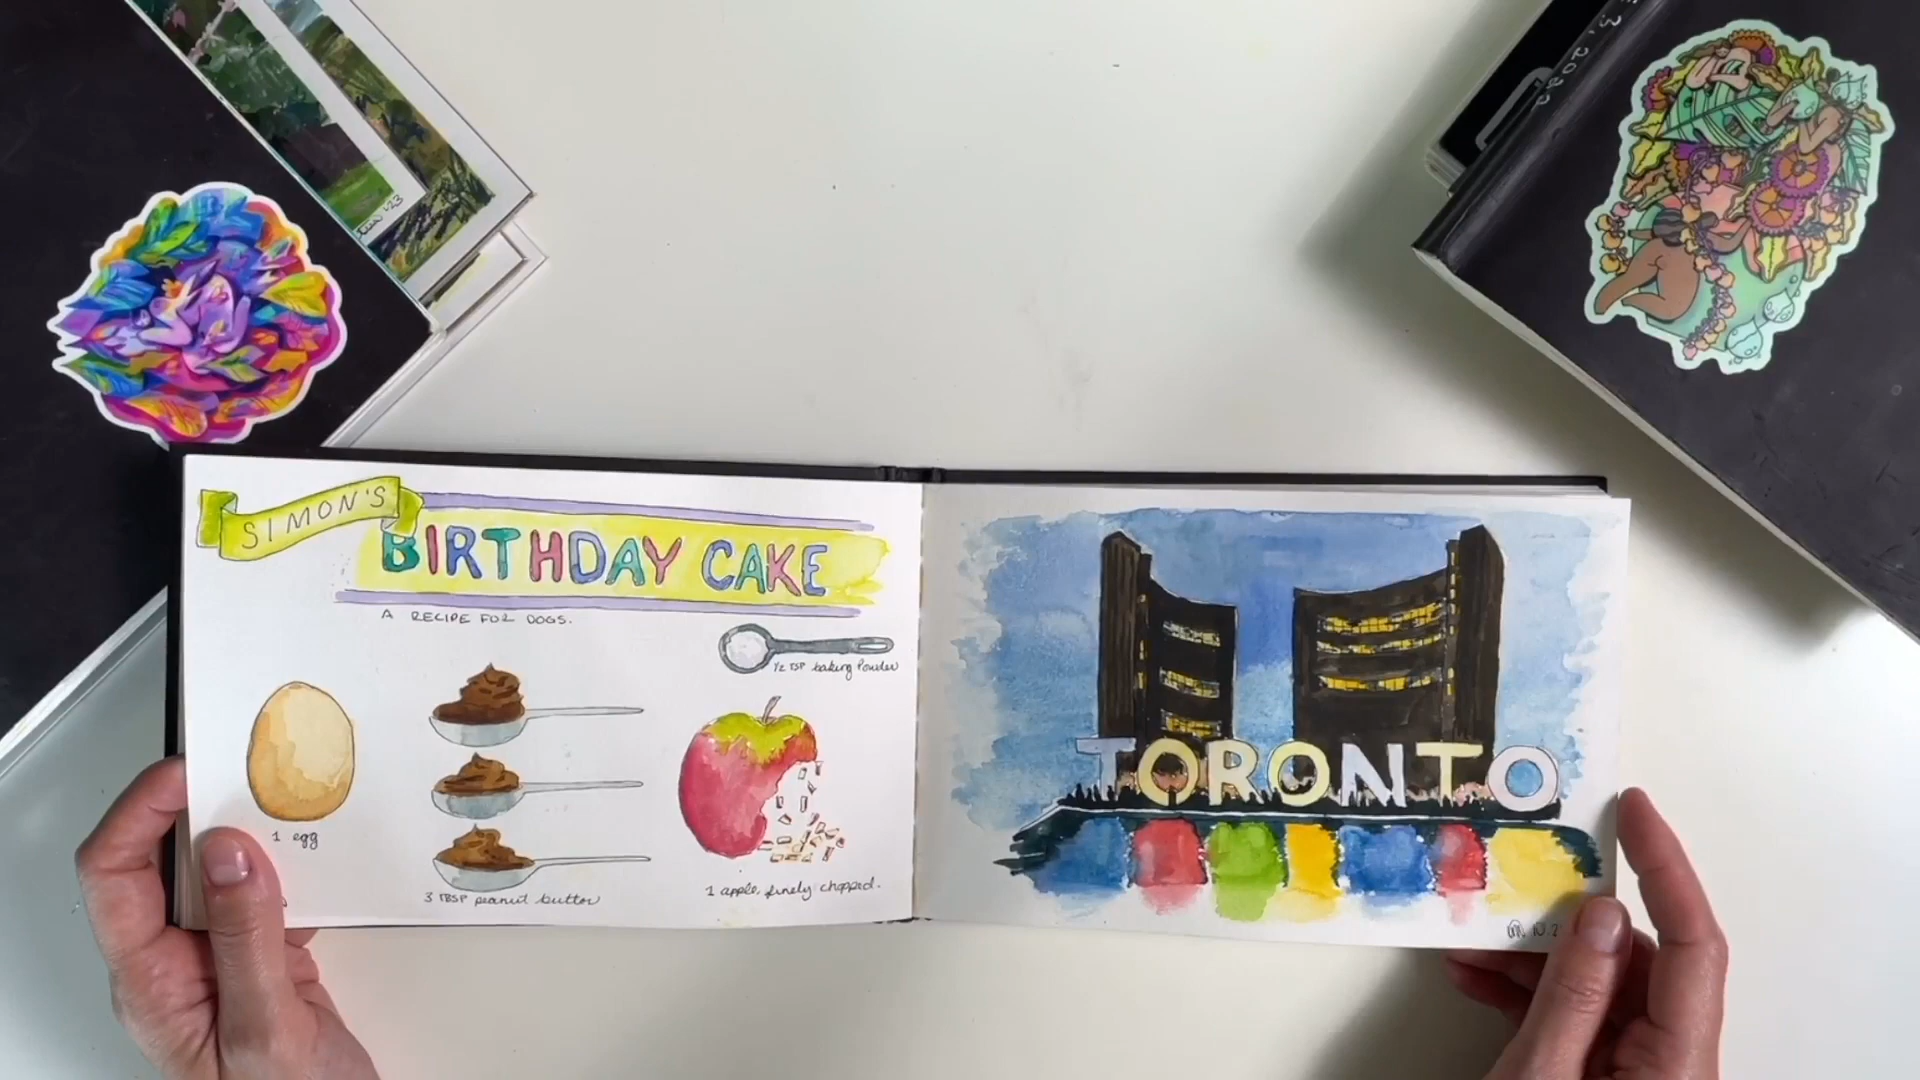 SIMON'S
BIRTHDAY CAKE
A RECIPE FOR DOGS.
1/2 TSP baking Powder
1 egg
3 TBSP peanut butter
1 apple, finely chopped.
TORONTO